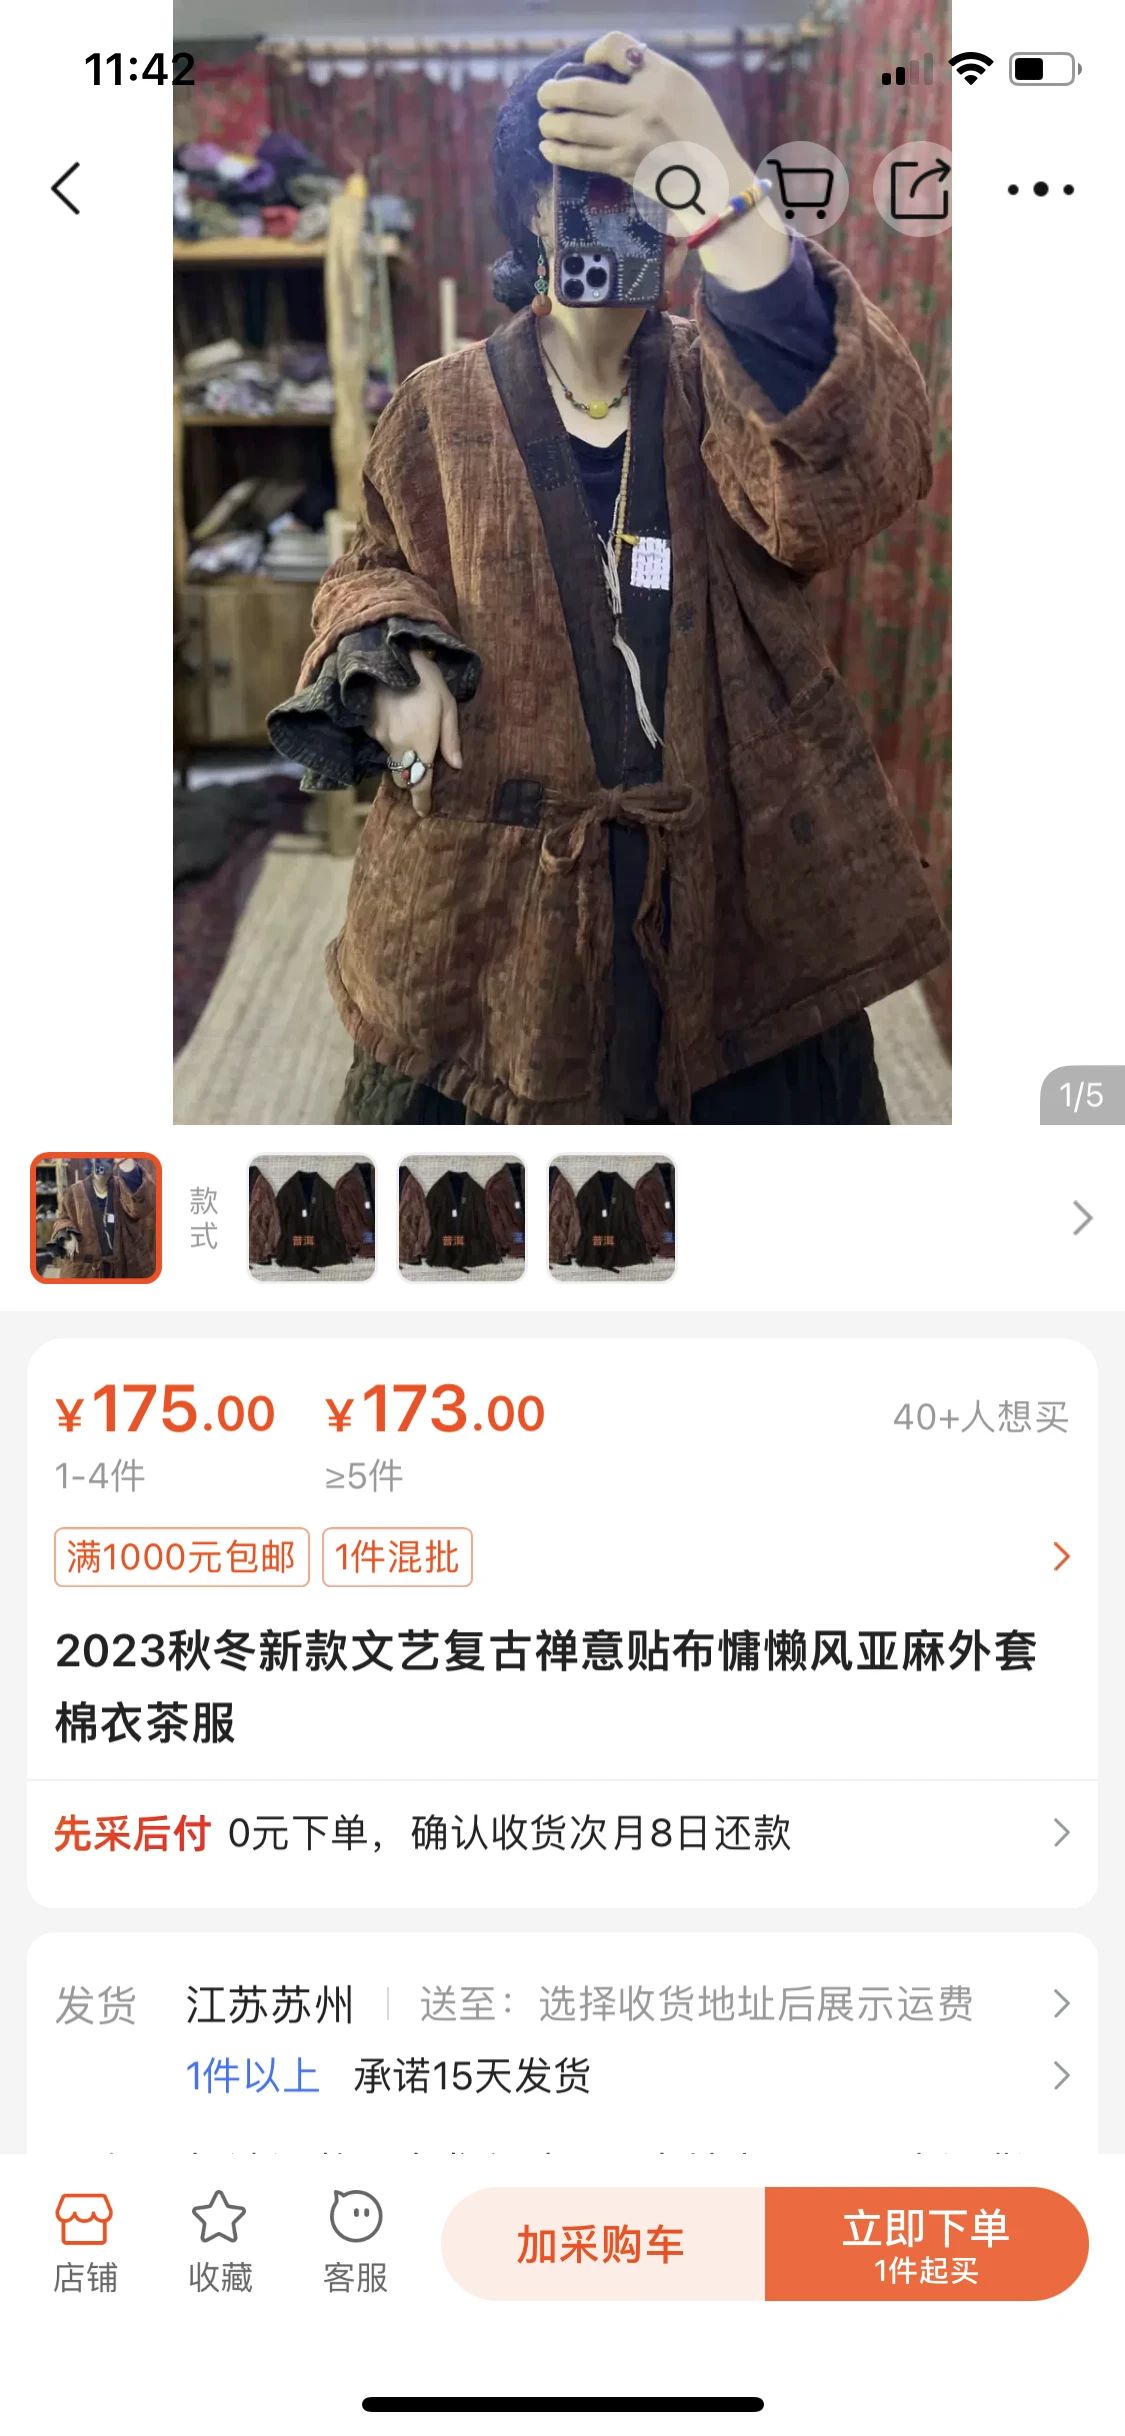 11:42
1/5
款式
普洱
普洱
普洱
¥175.00 ¥173.00 40+人想买
1-4件 ≥5件
满1000元包邮 1件混批
2023秋冬新款文艺复古禅意贴布慵懒风亚麻外套
棉衣茶服
先采后付 0元下单，确认收货次月8日还款
发货 江苏苏州 送至：选择收货地址后展示运费
1件以上 承诺15天发货
店铺 收藏 客服 加采购车 立即下单
1件起买